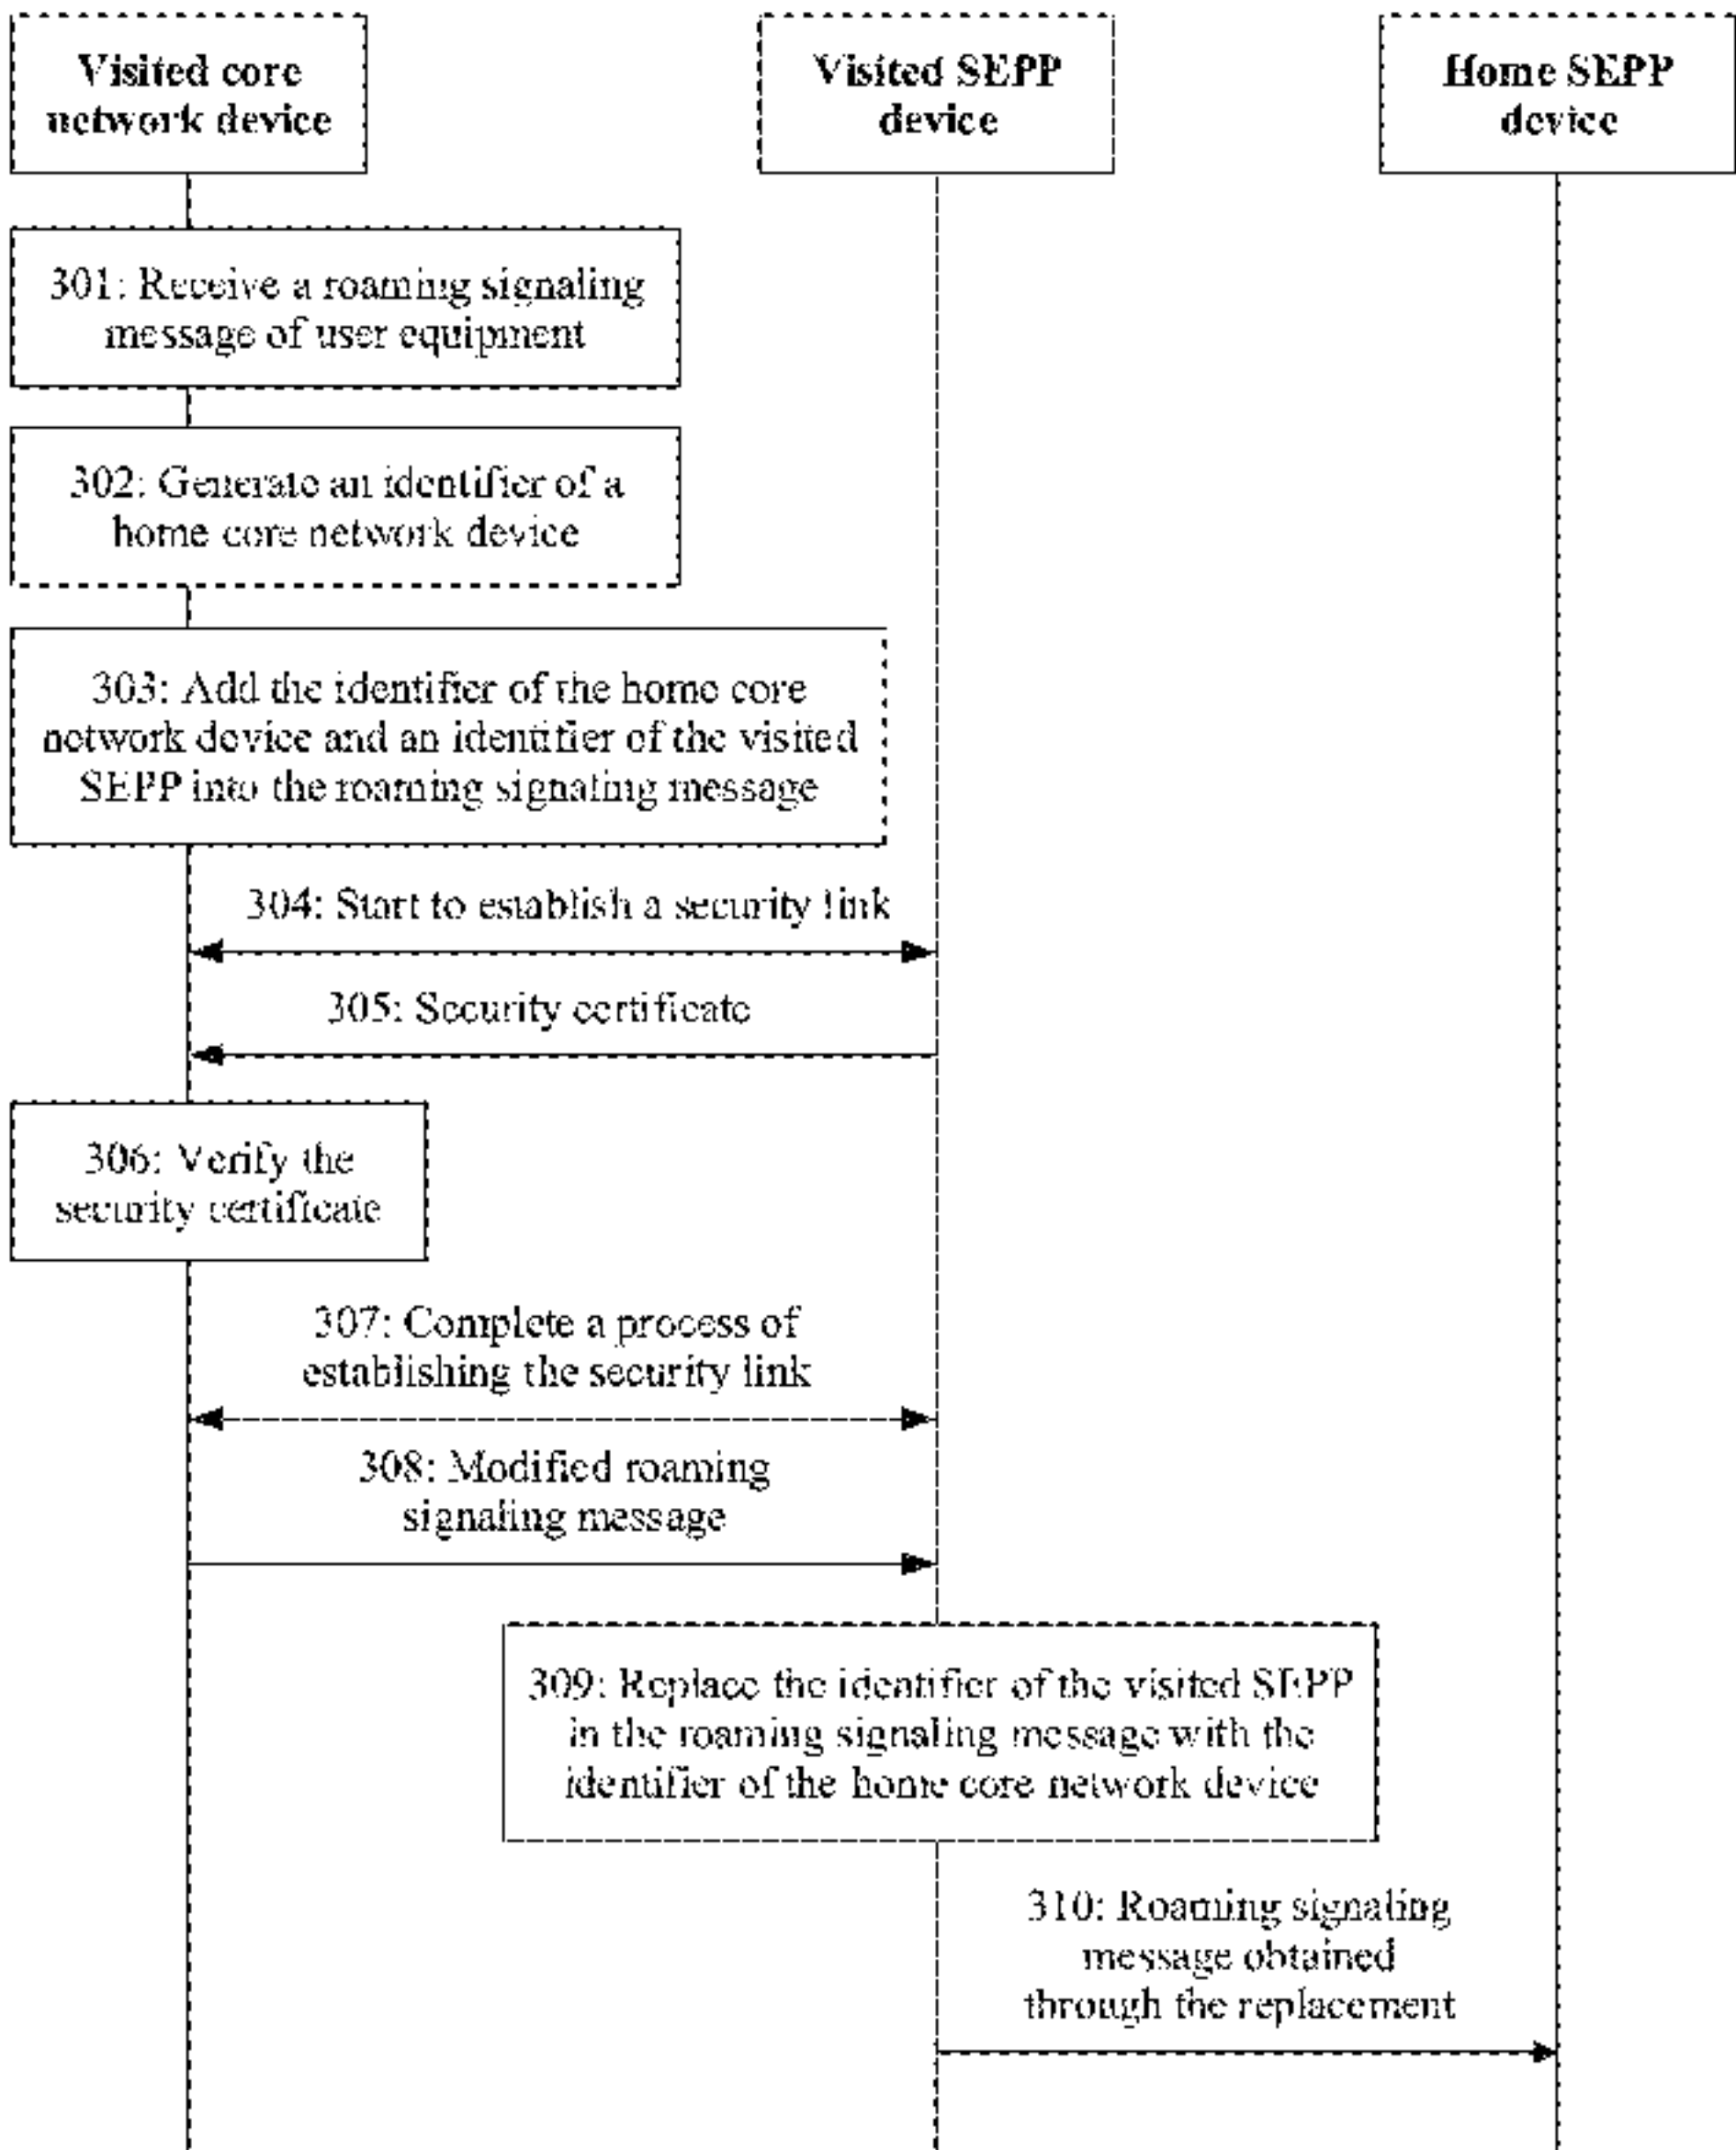 Visited core
network device
Visited SEPP
device
Home SEPP
device
301: Receive a roaming signaling
message of user equipment
302: Generate an identifier of a
home core network device
303: Add the identifier of the home core
network device and an identifier of the visited
SEPP into the roaming signaling message
304: Start to establish a security link
305: Security certificate
306: Verify the
security certificate
307: Complete a process of
establishing the security link
308: Modified roaming
signaling message
309: Replace the identifier of the visited SEPP
in the roaming signaling message with the
identifier of the home core network device
310: Roaming signaling
message obtained
through the replacement